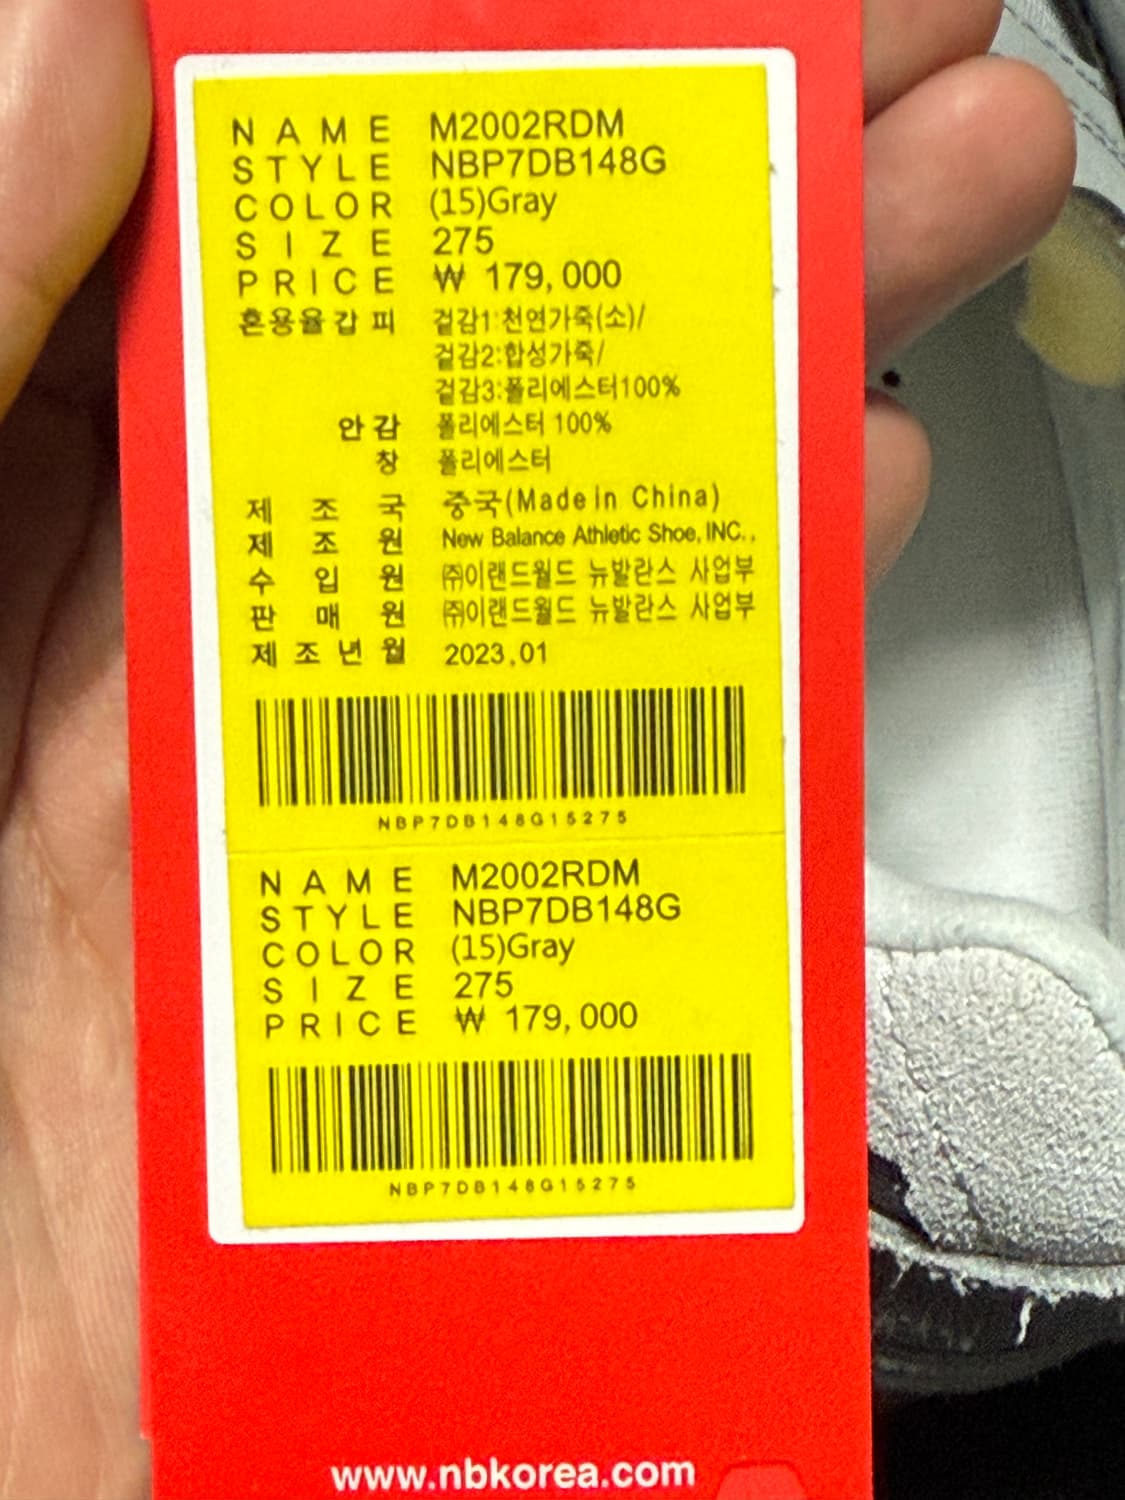 NAME M2002RDM
STYLE NBP7DB148G
COLOR (15)Gray
SIZE 275
PRICE ₩ 179,000
혼용율갑피 겉감1:천연가죽(소)/
겉감2:합성가죽/
겉감3:폴리에스터100%
안감 폴리에스터 100%
창 폴리에스터
제조국 중국(Made in China)
제조원 New Balance Athletic Shoe, INC.,
수입원 ㈜이랜드월드 뉴발란스 사업부
판매원 ㈜이랜드월드 뉴발란스 사업부
제조년월 2023.01
NBP7DB148G15275
NAME M2002RDM
STYLE NBP7DB148G
COLOR (15)Gray
SIZE 275
PRICE ₩ 179,000
NBP7DB148G15275
www.nbkorea.com